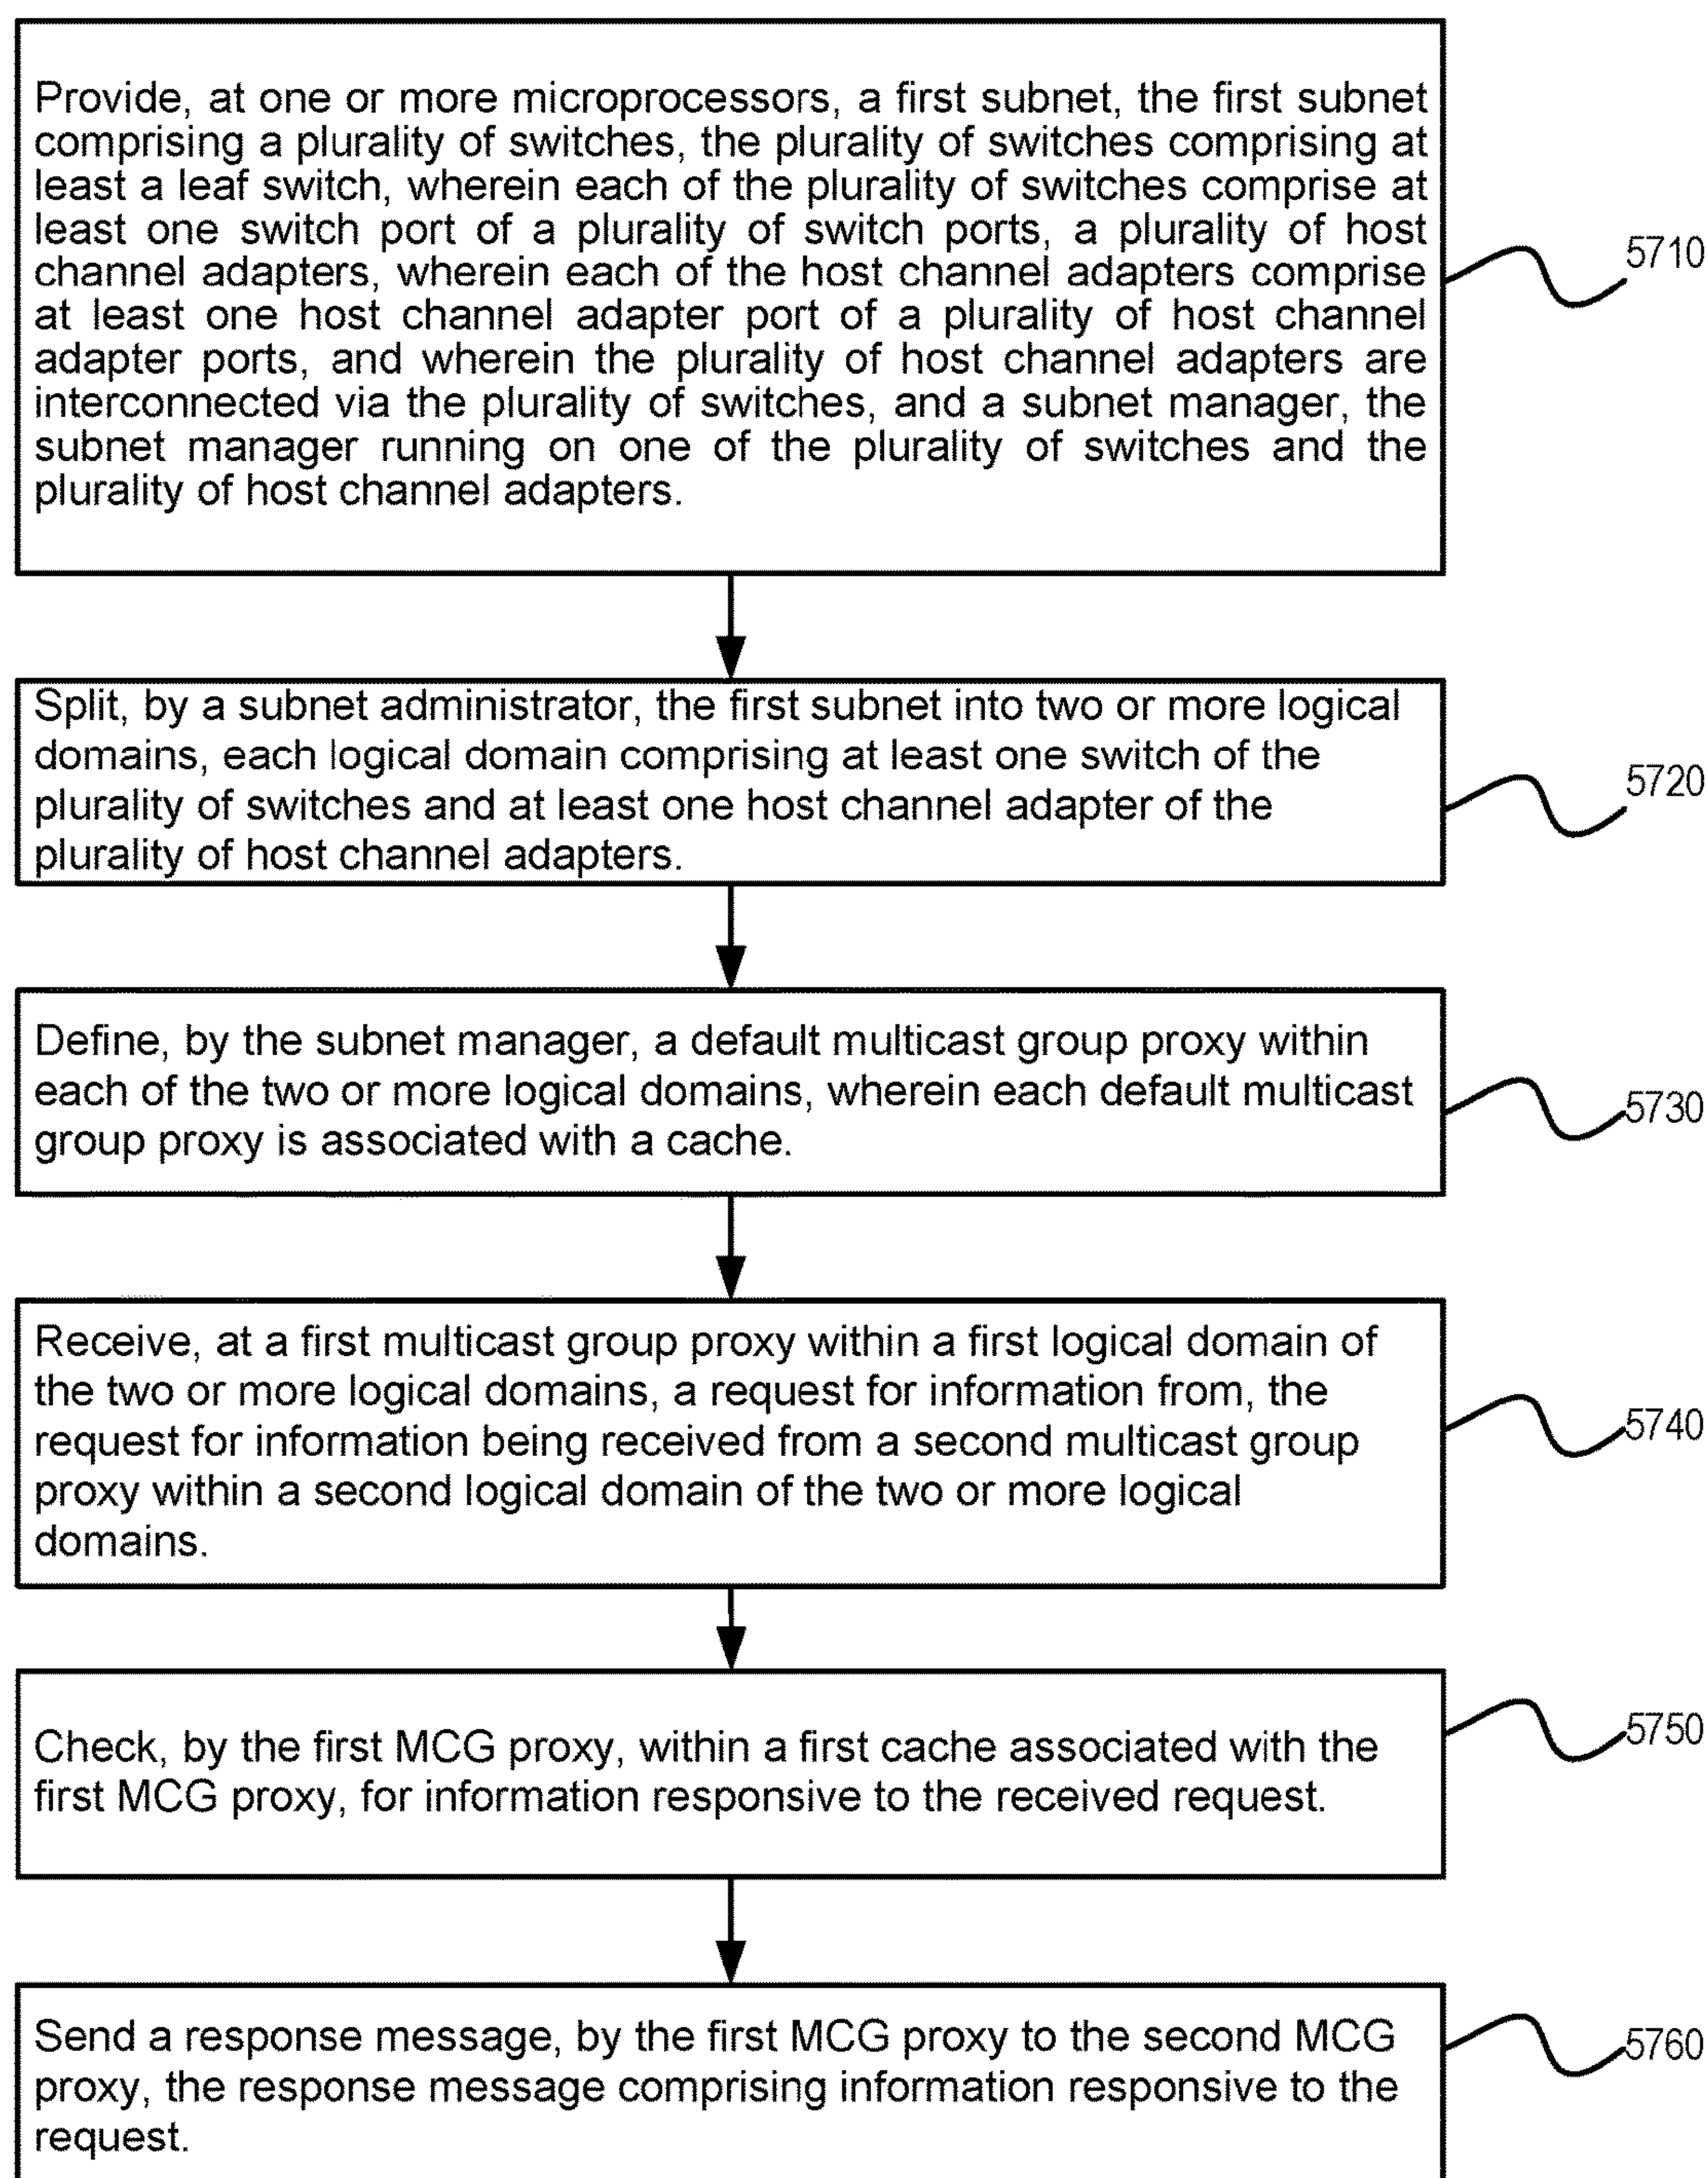 Provide, at one or more microprocessors, a first subnet, the first subnet
comprising a plurality of switches, the plurality of switches comprising at
least a leaf switch, wherein each of the plurality of switches comprise at
least one switch port of a plurality of switch ports, a plurality of host
channel adapters, wherein each of the host channel adapters comprise
at least one host channel adapter port of a plurality of host channel
adapter ports, and wherein the plurality of host channel adapters are
interconnected via the plurality of switches, and a subnet manager, the
subnet manager running on one of the plurality of switches and the
plurality of host channel adapters.
5710
Split, by a subnet administrator, the first subnet into two or more logical
domains, each logical domain comprising at least one switch of the
plurality of switches and at least one host channel adapter of the
plurality of host channel adapters.
5720
Define, by the subnet manager, a default multicast group proxy within
each of the two or more logical domains, wherein each default multicast
group proxy is associated with a cache.
5730
Receive, at a first multicast group proxy within a first logical domain of
the two or more logical domains, a request for information from, the
request for information being received from a second multicast group
proxy within a second logical domain of the two or more logical
domains.
5740
Check, by the first MCG proxy, within a first cache associated with the
first MCG proxy, for information responsive to the received request.
5750
Send a response message, by the first MCG proxy to the second MCG
proxy, the response message comprising information responsive to the
request.
5760